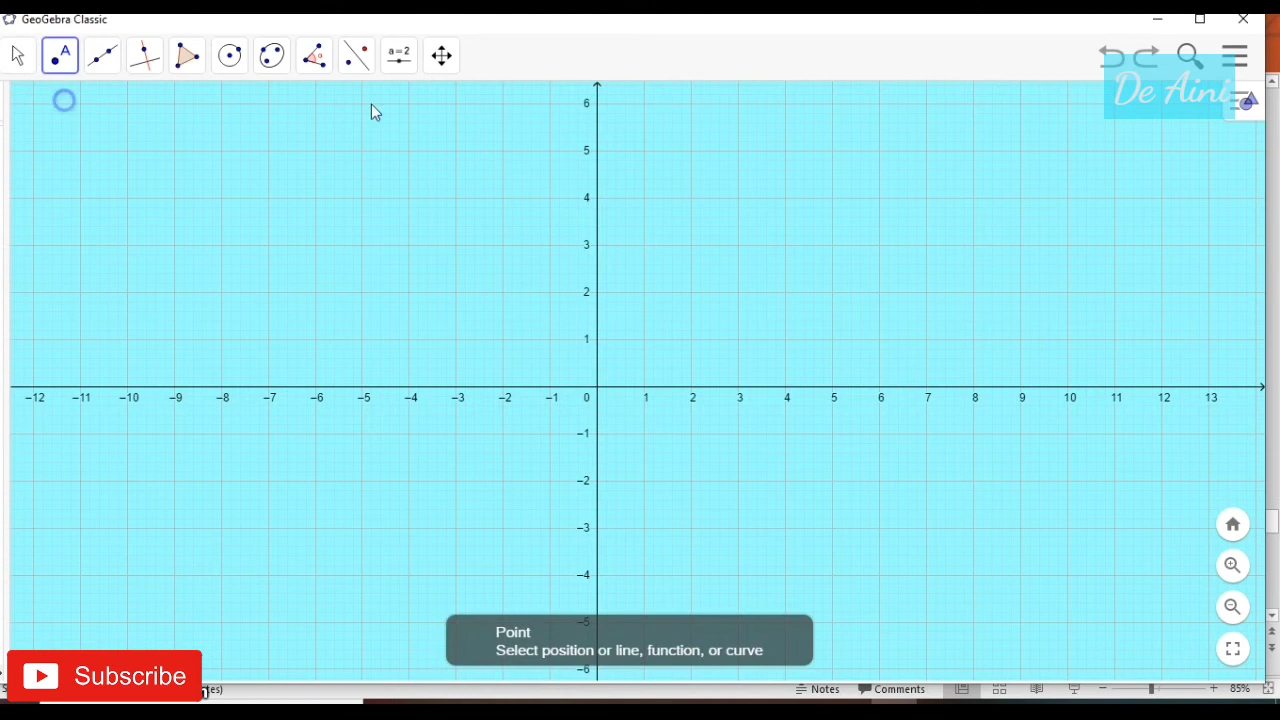 GeoGebra Classic
A
α
a=2
De Aini
6
5
4
3
2
1
–12 –11 –10 –9 –8 –7 –6 –5 –4 –3 –2 –1 0 1 2 3 4 5 6 7 8 9 10 11 12 13
–1
–2
–3
–4
–5
–6
Point
Select position or line, function, or curve
Subscribe
Notes Comments 85%